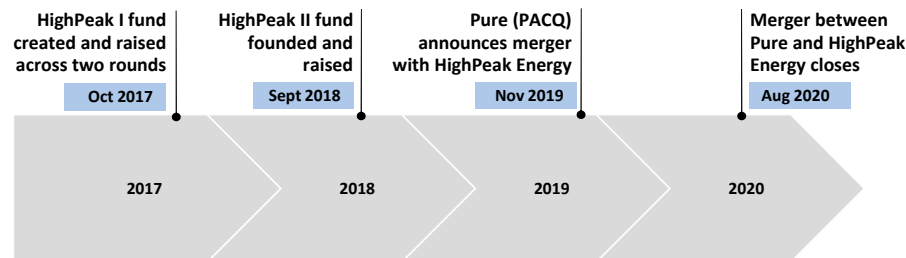 HighPeak I fund
created and raised
across two rounds
Oct 2017
HighPeak II fund
founded and
raised
Sept 2018
Pure (PACQ)
announces merger
with HighPeak Energy
Nov 2019
Merger between
Pure and HighPeak
Energy closes
Aug 2020
2017
2018
2019
2020